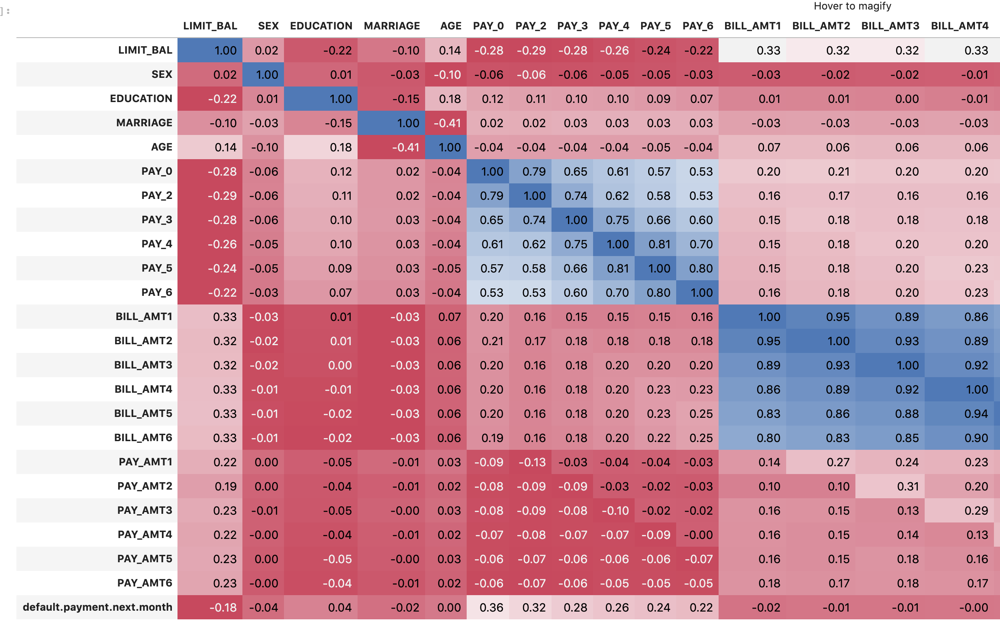 Hover to magify
]:
LIMIT_BAL SEX EDUCATION MARRIAGE AGE PAY_0 PAY_2 PAY_3 PAY_4 PAY_5 PAY_6 BILL_AMT1 BILL_AMT2 BILL_AMT3 BILL_AMT4
LIMIT_BAL 1.00 0.02 -0.22 -0.10 0.14 -0.28 -0.29 -0.28 -0.26 -0.24 -0.22 0.33 0.32 0.32 0.33
SEX 0.02 1.00 0.01 -0.03 -0.10 -0.06 -0.06 -0.06 -0.05 -0.05 -0.03 -0.03 -0.02 -0.02 -0.01
EDUCATION -0.22 0.01 1.00 -0.15 0.18 0.12 0.11 0.10 0.10 0.09 0.07 0.01 0.01 0.00 -0.01
MARRIAGE -0.10 -0.03 -0.15 1.00 -0.41 0.02 0.02 0.03 0.03 0.03 0.03 -0.03 -0.03 -0.03 -0.03
AGE 0.14 -0.10 0.18 -0.41 1.00 -0.04 -0.04 -0.04 -0.04 -0.05 -0.04 0.07 0.06 0.06 0.06
PAY_0 -0.28 -0.06 0.12 0.02 -0.04 1.00 0.79 0.65 0.61 0.57 0.53 0.20 0.21 0.20 0.20
PAY_2 -0.29 -0.06 0.11 0.02 -0.04 0.79 1.00 0.74 0.62 0.58 0.53 0.16 0.17 0.16 0.16
PAY_3 -0.28 -0.06 0.10 0.03 -0.04 0.65 0.74 1.00 0.75 0.66 0.60 0.15 0.18 0.18 0.18
PAY_4 -0.26 -0.05 0.10 0.03 -0.04 0.61 0.62 0.75 1.00 0.81 0.70 0.15 0.18 0.20 0.20
PAY_5 -0.24 -0.05 0.09 0.03 -0.05 0.57 0.58 0.66 0.81 1.00 0.80 0.15 0.18 0.20 0.23
PAY_6 -0.22 -0.03 0.07 0.03 -0.04 0.53 0.53 0.60 0.70 0.80 1.00 0.16 0.18 0.20 0.23
BILL_AMT1 0.33 -0.03 0.01 -0.03 0.07 0.20 0.16 0.15 0.15 0.15 0.16 1.00 0.95 0.89 0.86
BILL_AMT2 0.32 -0.02 0.01 -0.03 0.06 0.21 0.17 0.18 0.18 0.18 0.18 0.95 1.00 0.93 0.89
BILL_AMT3 0.32 -0.02 0.00 -0.03 0.06 0.20 0.16 0.18 0.20 0.20 0.20 0.89 0.93 1.00 0.92
BILL_AMT4 0.33 -0.01 -0.01 -0.03 0.06 0.20 0.16 0.18 0.20 0.23 0.23 0.86 0.89 0.92 1.00
BILL_AMT5 0.33 -0.01 -0.02 -0.03 0.06 0.20 0.16 0.18 0.20 0.23 0.25 0.83 0.86 0.88 0.94
BILL_AMT6 0.33 -0.01 -0.02 -0.03 0.06 0.19 0.16 0.18 0.20 0.22 0.25 0.80 0.83 0.85 0.90
PAY_AMT1 0.22 0.00 -0.05 -0.01 0.03 -0.09 -0.13 -0.03 -0.04 -0.04 -0.03 0.14 0.27 0.24 0.23
PAY_AMT2 0.19 0.00 -0.04 -0.01 0.02 -0.08 -0.09 -0.09 -0.03 -0.02 -0.03 0.10 0.10 0.31 0.20
PAY_AMT3 0.23 -0.01 -0.05 -0.00 0.03 -0.08 -0.09 -0.08 -0.10 -0.02 -0.02 0.16 0.15 0.13 0.29
PAY_AMT4 0.22 -0.00 -0.04 -0.01 0.02 -0.07 -0.08 -0.07 -0.07 -0.09 -0.00 0.16 0.15 0.14 0.13
PAY_AMT5 0.23 0.00 -0.05 -0.00 0.03 -0.06 -0.07 -0.06 -0.06 -0.06 -0.07 0.16 0.15 0.18 0.16
PAY_AMT6 0.23 -0.00 -0.04 -0.01 0.02 -0.06 -0.07 -0.06 -0.05 -0.05 -0.05 0.18 0.17 0.18 0.17
default.payment.next.month -0.18 -0.04 0.04 -0.02 0.00 0.36 0.32 0.28 0.26 0.24 0.22 -0.02 -0.01 -0.01 -0.00